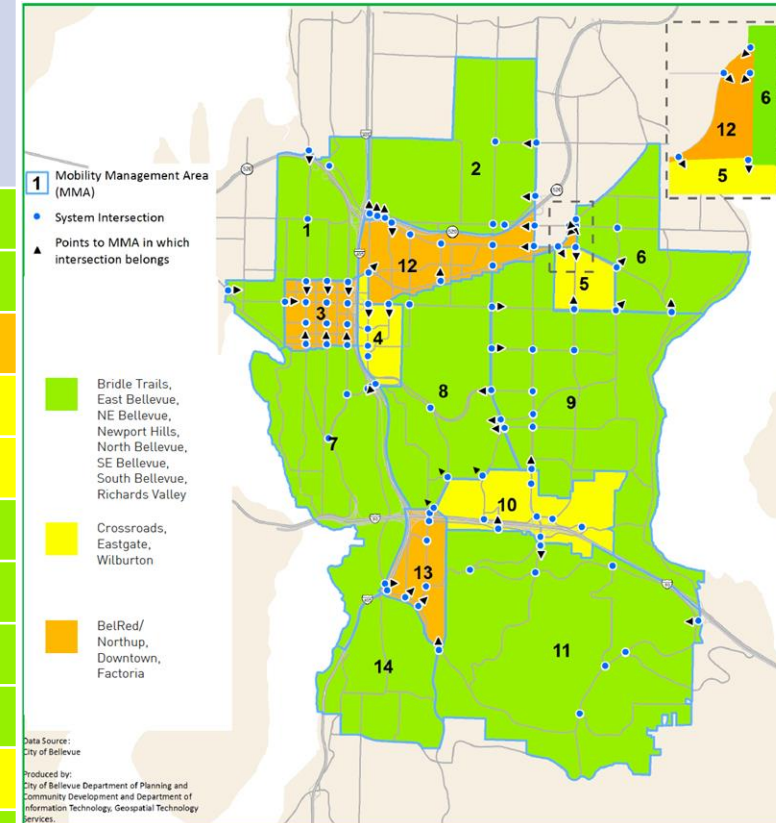 1 Mobility Management Area
(MMA)
System Intersection
Points to MMA in which
intersection belongs
Bridle Trails,
East Bellevue,
NE Bellevue,
Newport Hills,
North Bellevue,
SE Bellevue,
South Bellevue,
Richards Valley
Crossroads,
Eastgate,
Wilburton
BelRed/
Northup,
Downtown,
Factoria
Data Source:
City of Bellevue
Produced by:
City of Bellevue Department of Planning and
Community Development and Department of
Information Technology, Geospatial Technology
Services.
6
12
5
2
1
12
6
5
3
4
8
9
7
10
13
14
11
520
520
520
405